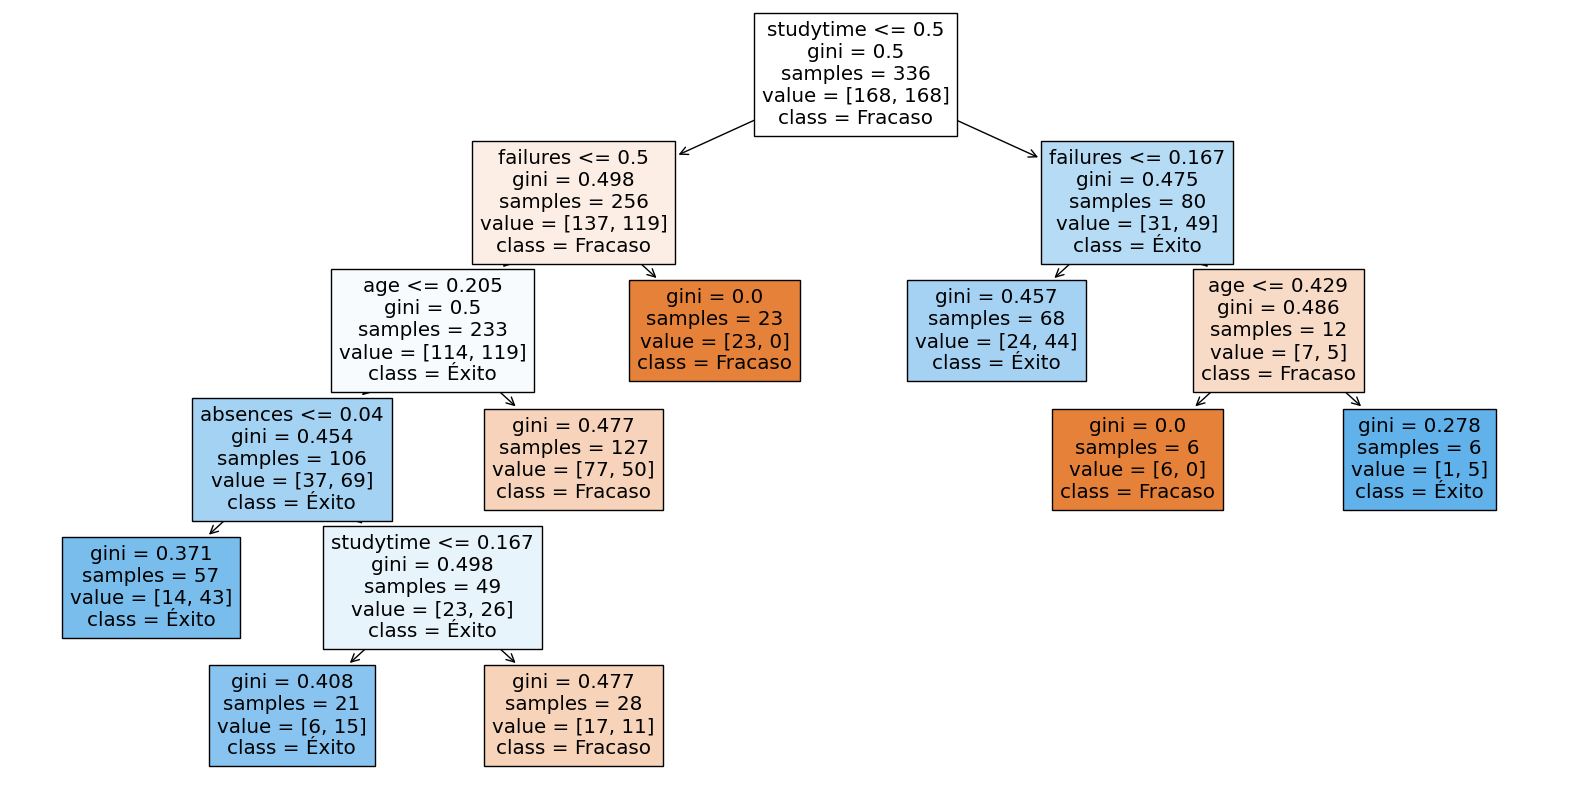 studytime <= 0.5
gini = 0.5
samples = 336
value = [168, 168]
class = Fracaso
failures <= 0.5
gini = 0.498
samples = 256
value = [137, 119]
class = Fracaso
failures <= 0.167
gini = 0.475
samples = 80
value = [31, 49]
class = Éxito
age <= 0.205
gini = 0.5
samples = 233
value = [114, 119]
class = Éxito
gini = 0.0
samples = 23
value = [23, 0]
class = Fracaso
gini = 0.457
samples = 68
value = [24, 44]
class = Éxito
age <= 0.429
gini = 0.486
samples = 12
value = [7, 5]
class = Fracaso
absences <= 0.04
gini = 0.454
samples = 106
value = [37, 69]
class = Éxito
gini = 0.477
samples = 127
value = [77, 50]
class = Fracaso
gini = 0.0
samples = 6
value = [6, 0]
class = Fracaso
gini = 0.278
samples = 6
value = [1, 5]
class = Éxito
gini = 0.371
samples = 57
value = [14, 43]
class = Éxito
studytime <= 0.167
gini = 0.498
samples = 49
value = [23, 26]
class = Éxito
gini = 0.408
samples = 21
value = [6, 15]
class = Éxito
gini = 0.477
samples = 28
value = [17, 11]
class = Fracaso